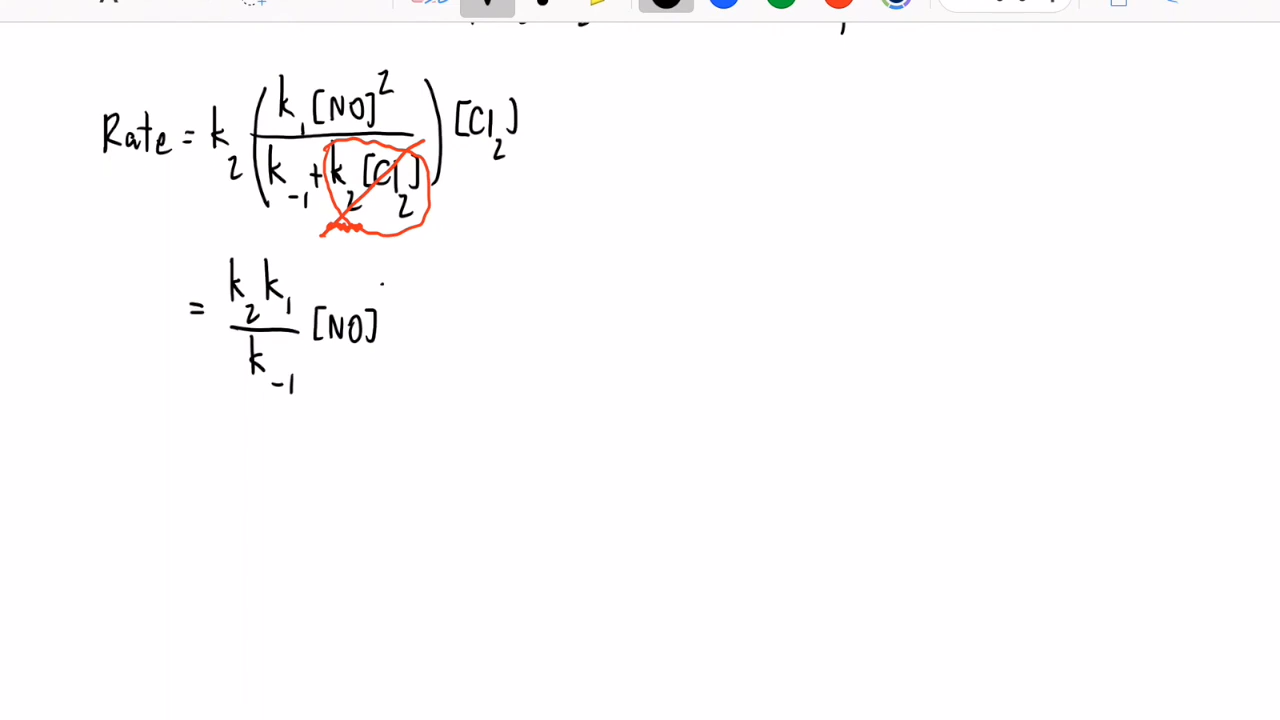 Rate = k₂ (k₁[NO]² / (k₋₁ + k₂[Cl₂])) [Cl₂]
= k₂k₁ / k₋₁ [NO]